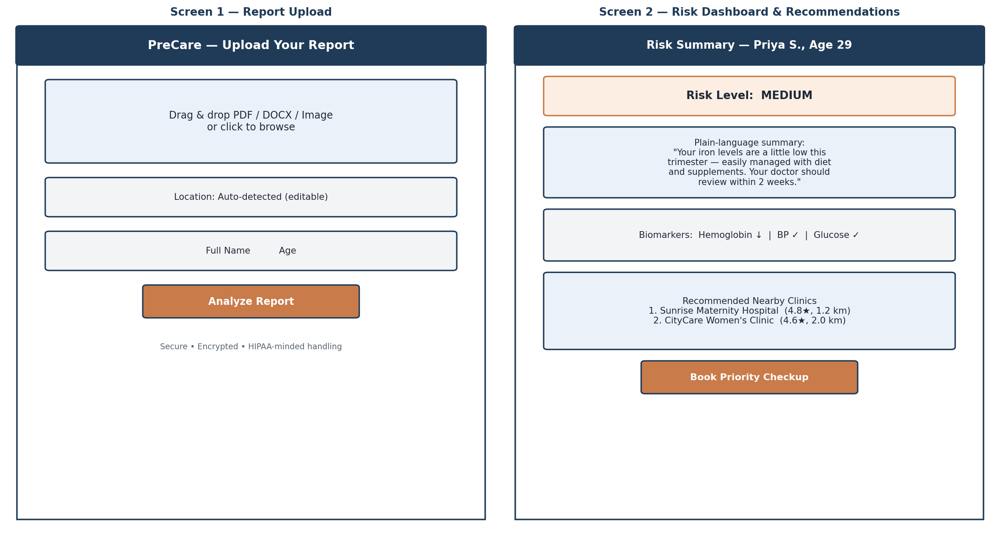 Screen 1 — Report Upload
PreCare — Upload Your Report
Drag & drop PDF / DOCX / Image
or click to browse
Location: Auto-detected (editable)
Full Name Age
Analyze Report
Secure • Encrypted • HIPAA-minded handling
Screen 2 — Risk Dashboard & Recommendations
Risk Summary — Priya S., Age 29
Risk Level: MEDIUM
Plain-language summary:
"Your iron levels are a little low this
trimester — easily managed with diet
and supplements. Your doctor should
review within 2 weeks."
Biomarkers: Hemoglobin ↓ | BP ✓ | Glucose ✓
Recommended Nearby Clinics
1. Sunrise Maternity Hospital (4.8★, 1.2 km)
2. CityCare Women's Clinic (4.6★, 2.0 km)
Book Priority Checkup